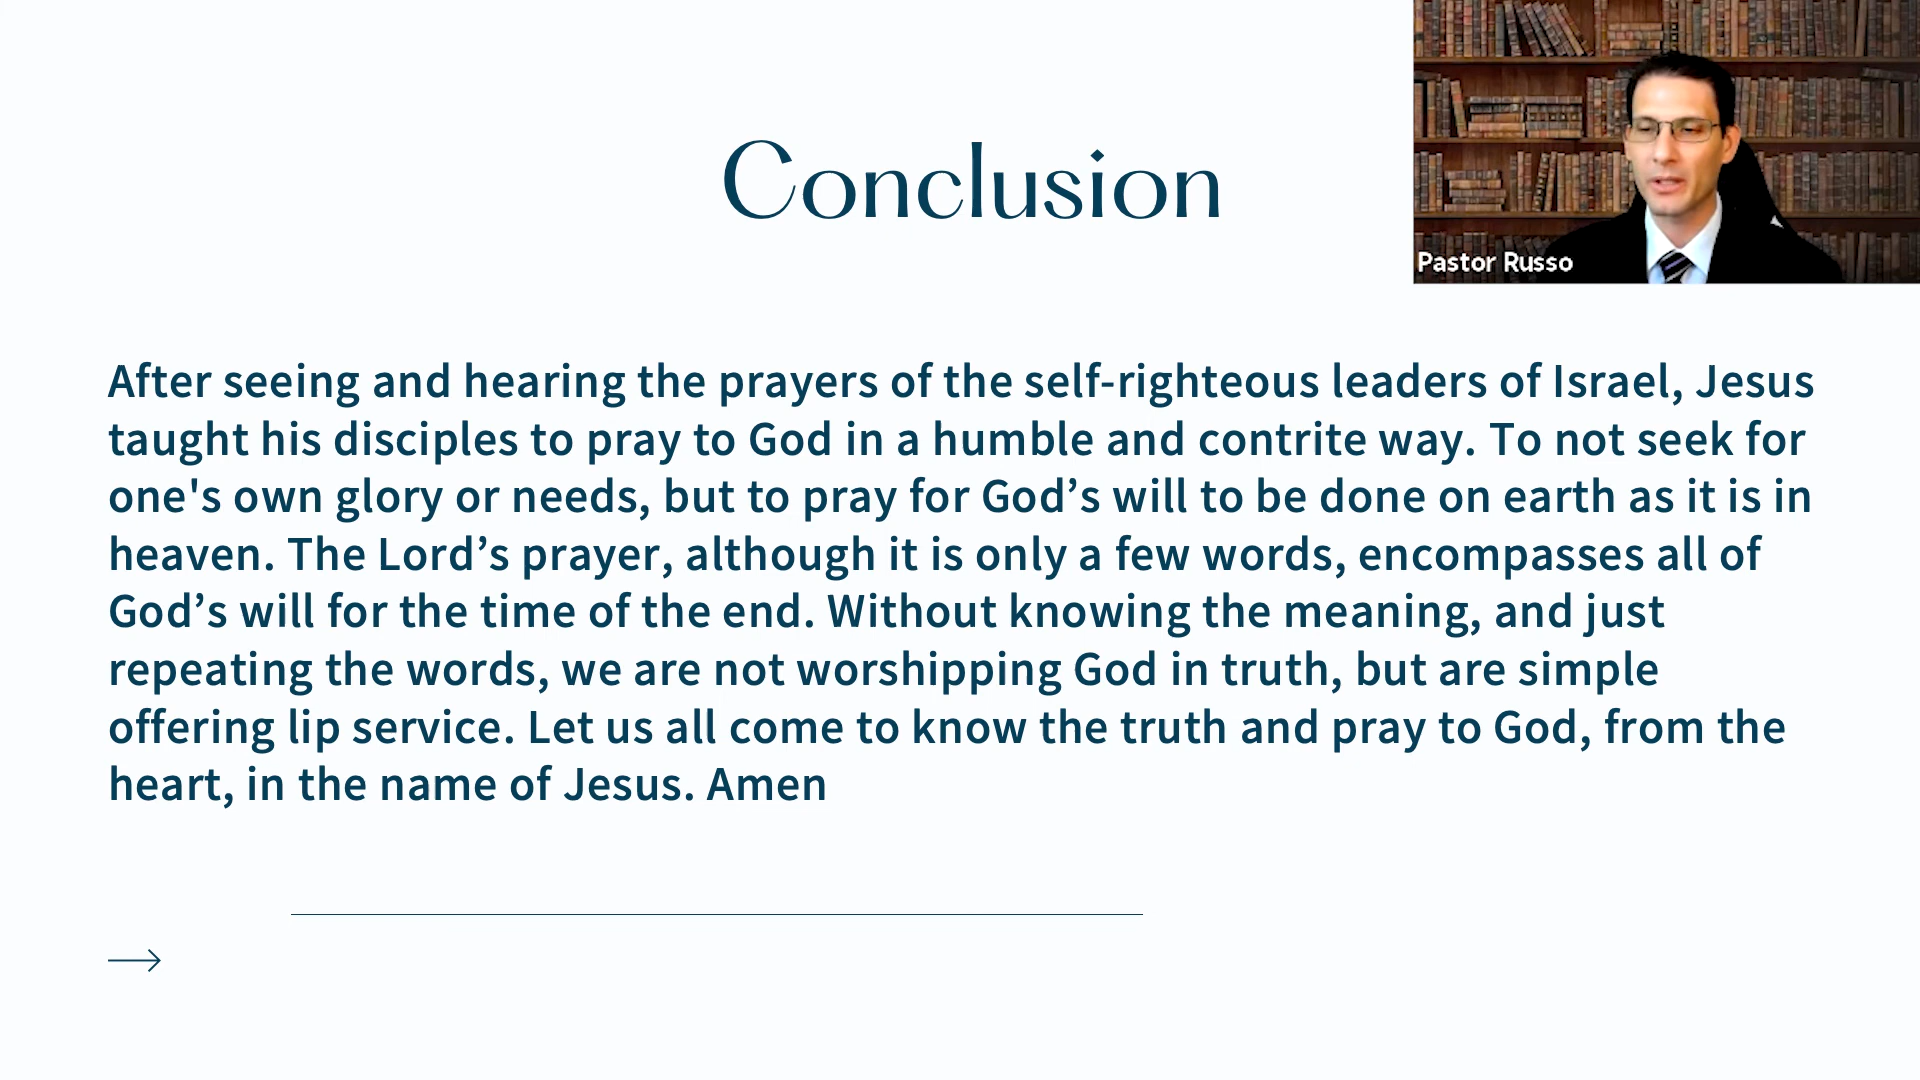 Conclusion
Pastor Russo
After seeing and hearing the prayers of the self-righteous leaders of Israel, Jesus
taught his disciples to pray to God in a humble and contrite way. To not seek for
one's own glory or needs, but to pray for God’s will to be done on earth as it is in
heaven. The Lord’s prayer, although it is only a few words, encompasses all of
God’s will for the time of the end. Without knowing the meaning, and just
repeating the words, we are not worshipping God in truth, but are simple
offering lip service. Let us all come to know the truth and pray to God, from the
heart, in the name of Jesus. Amen